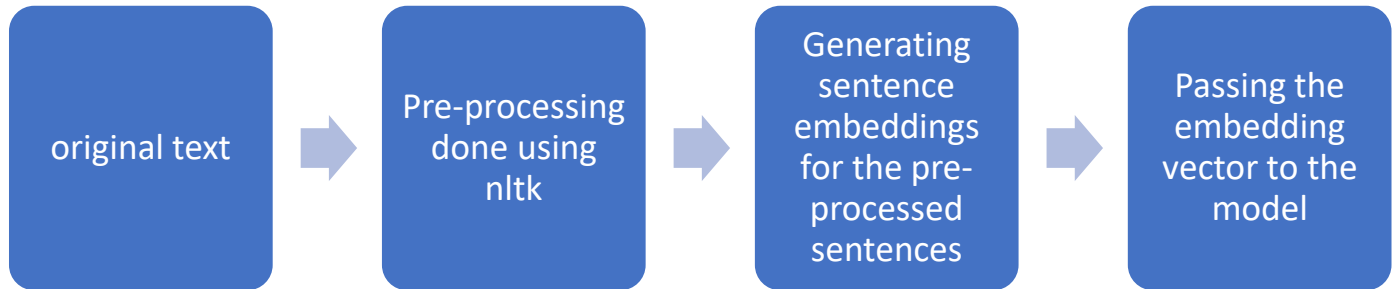 original text
Pre-processing
done using
nltk
Generating
sentence
embeddings
for the pre-
processed
sentences
Passing the
embedding
vector to the
model